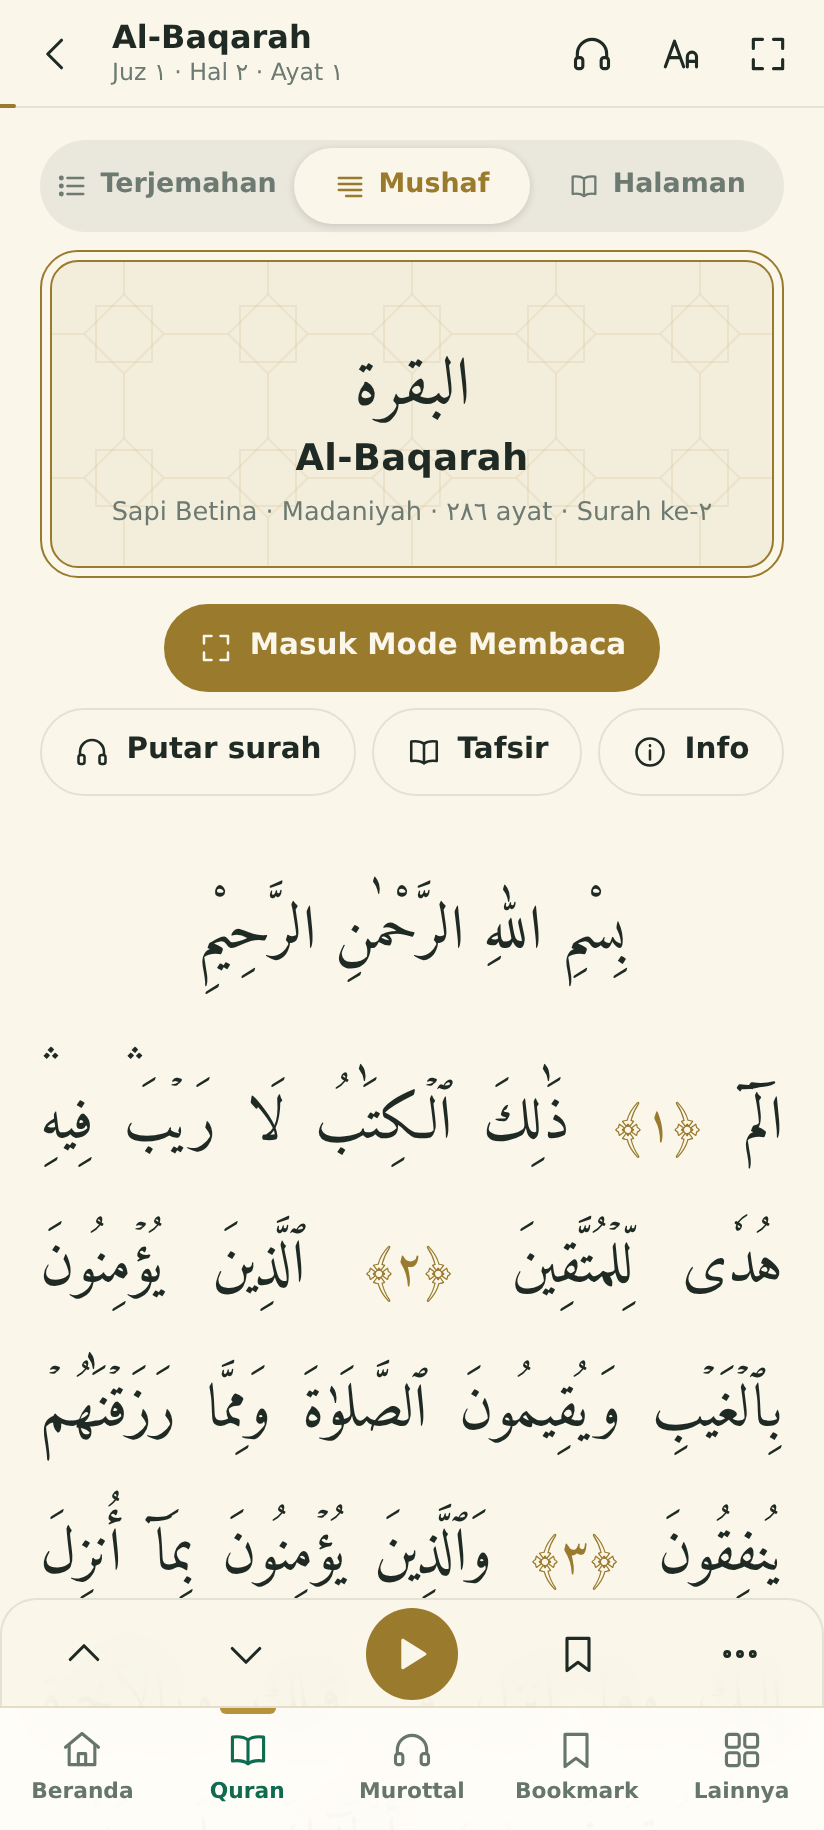 Al-Baqarah
Juz ١ · Hal ٢ · Ayat ١
Terjemahan
Mushaf
Halaman
البقرة
Al-Baqarah
Sapi Betina · Madaniyah · ٢٨٦ ayat · Surah ke-٢
Masuk Mode Membaca
Putar surah
Tafsir
Info
بِسْمِ اللّٰهِ الرَّحْمٰنِ الرَّحِيْمِ
الٓمٓ ﴿١﴾ ذَٰلِكَ ٱلْكِتَٰبُ لَا رَيْبَ ۛ فِيهِ ۛ
هُدًى لِّلْمُتَّقِينَ ﴿٢﴾ ٱلَّذِينَ يُؤْمِنُونَ
بِٱلْغَيْبِ وَيُقِيمُونَ ٱلصَّلَوٰةَ وَمِمَّا رَزَقْنَٰهُمْ
يُنفِقُونَ ﴿٣﴾ وَٱلَّذِينَ يُؤْمِنُونَ بِمَآ أُنزِلَ
Beranda
Quran
Murottal
Bookmark
Lainnya